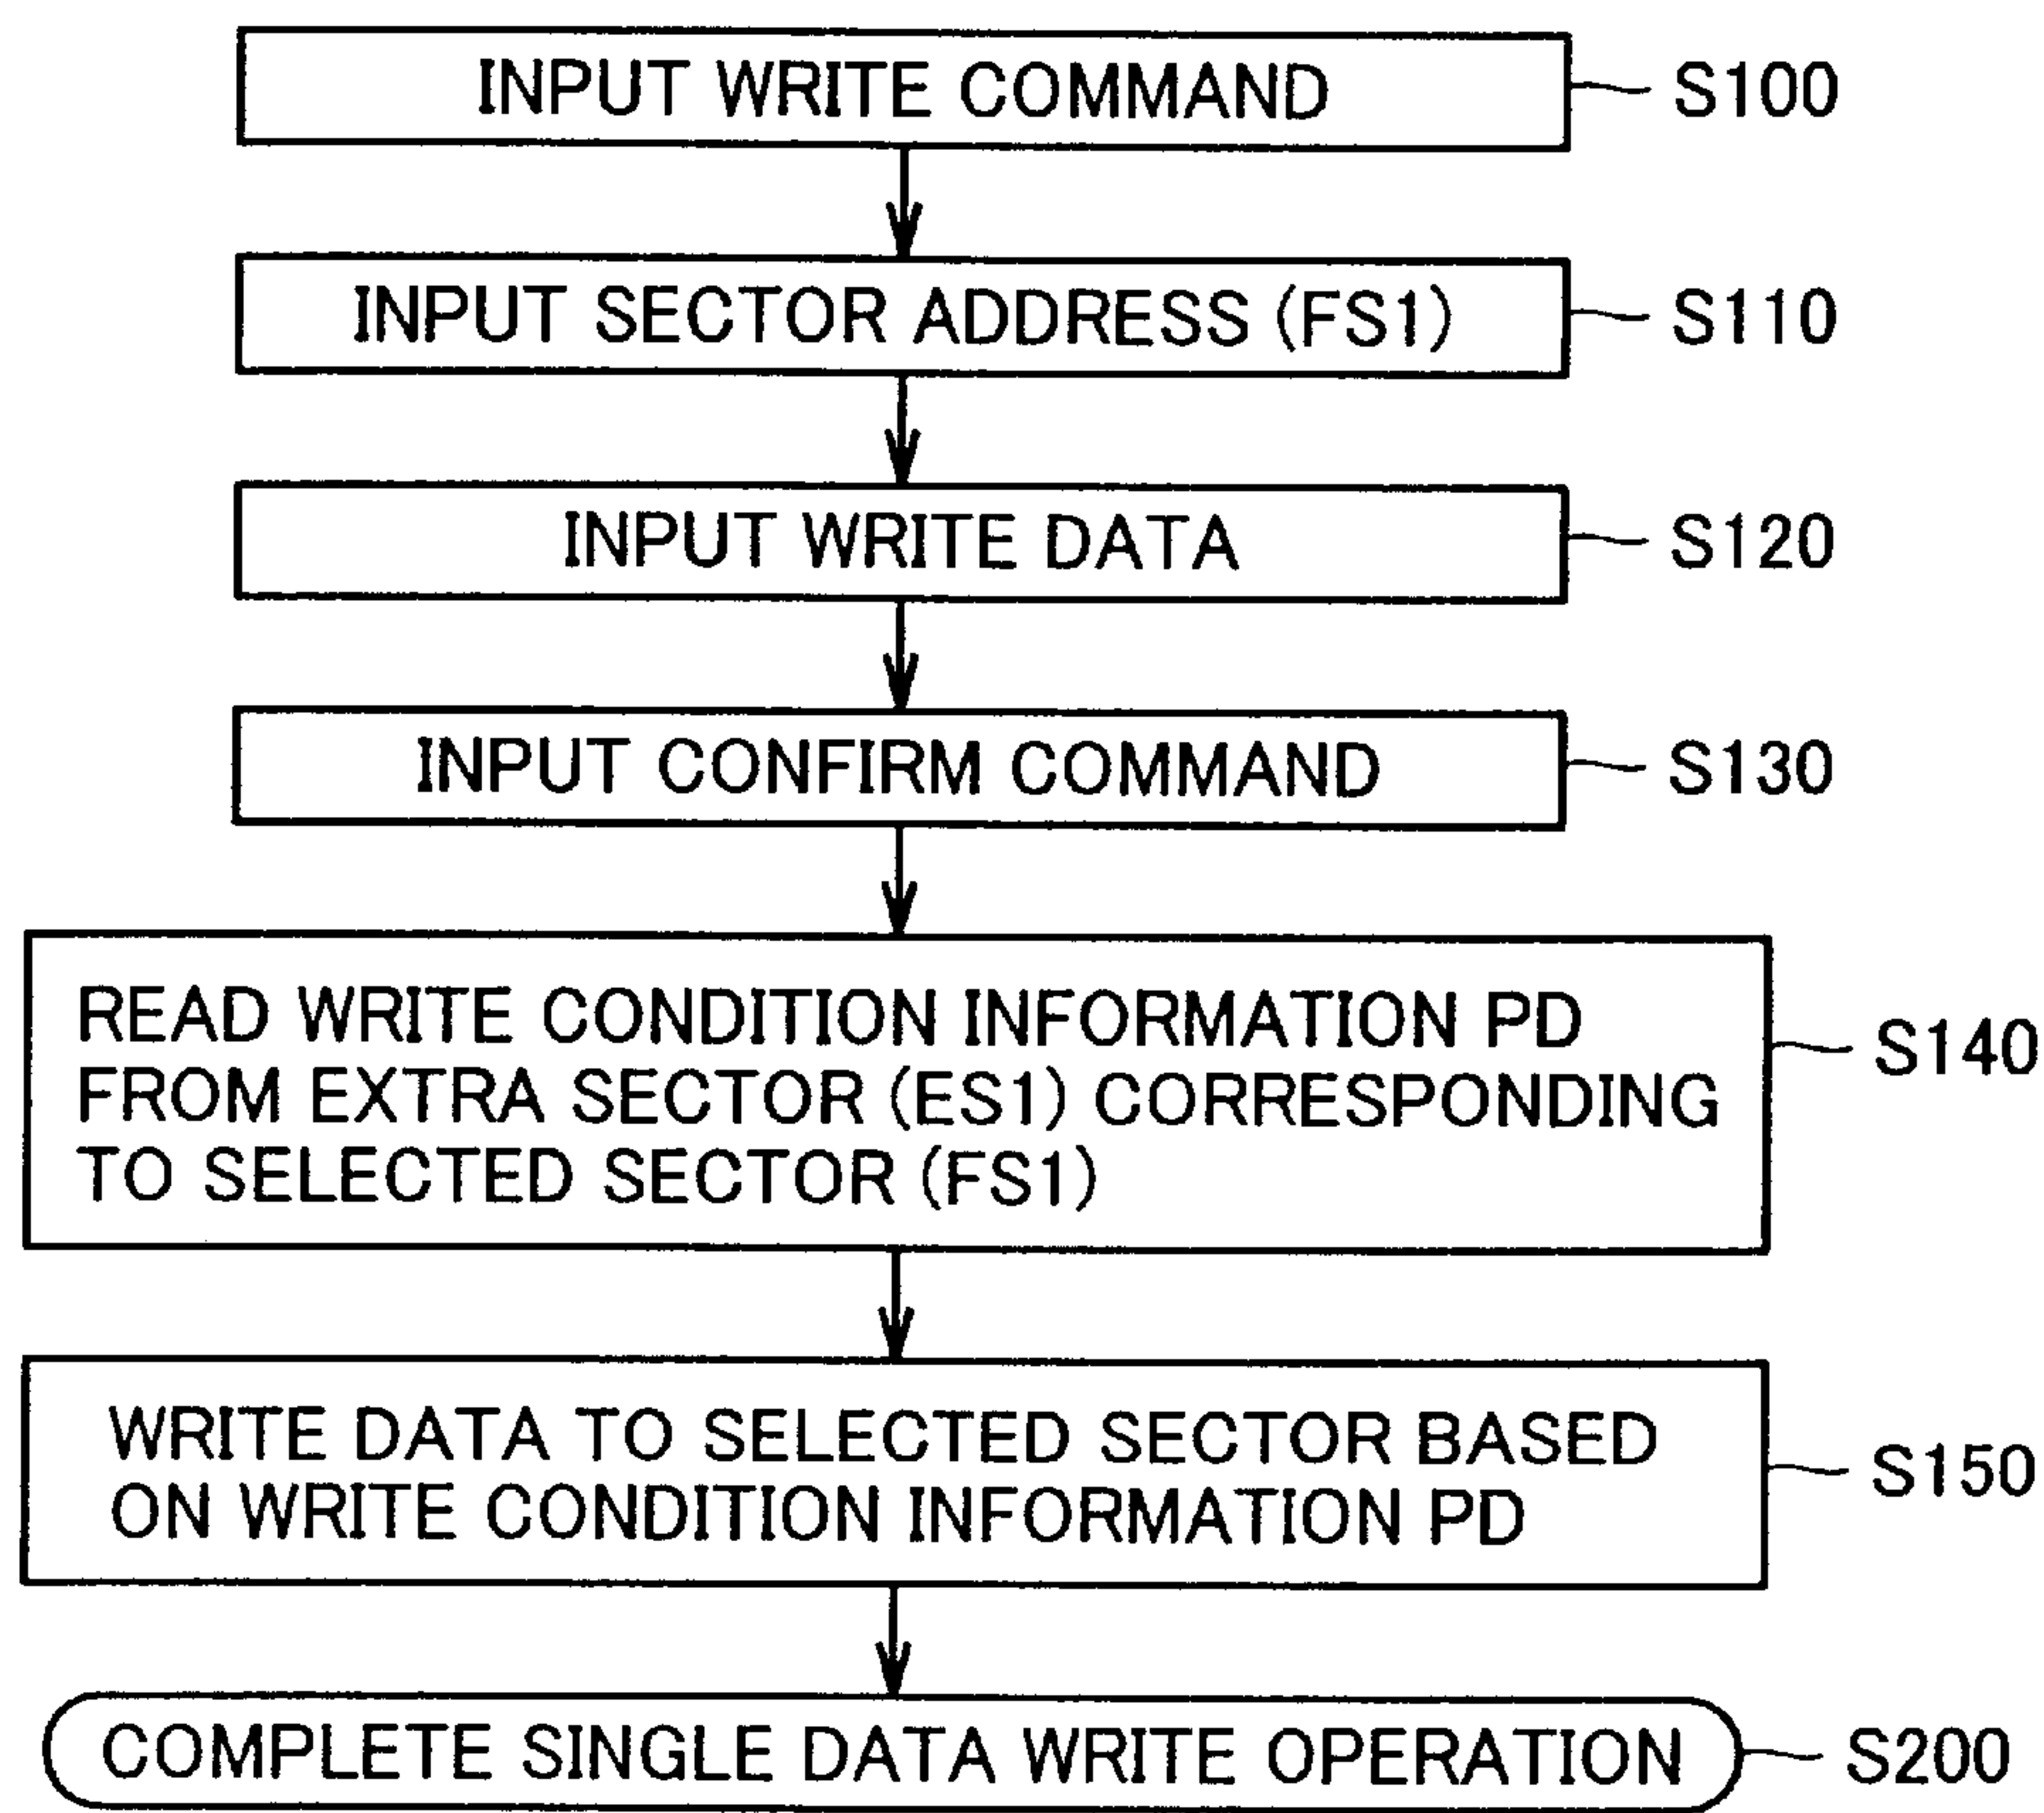 INPUT WRITE COMMAND
S100
INPUT SECTOR ADDRESS (FS1)
S110
INPUT WRITE DATA
S120
INPUT CONFIRM COMMAND
S130
READ WRITE CONDITION INFORMATION PD
FROM EXTRA SECTOR (ES1) CORRESPONDING
TO SELECTED SECTOR (FS1)
S140
WRITE DATA TO SELECTED SECTOR BASED
ON WRITE CONDITION INFORMATION PD
S150
COMPLETE SINGLE DATA WRITE OPERATION
S200